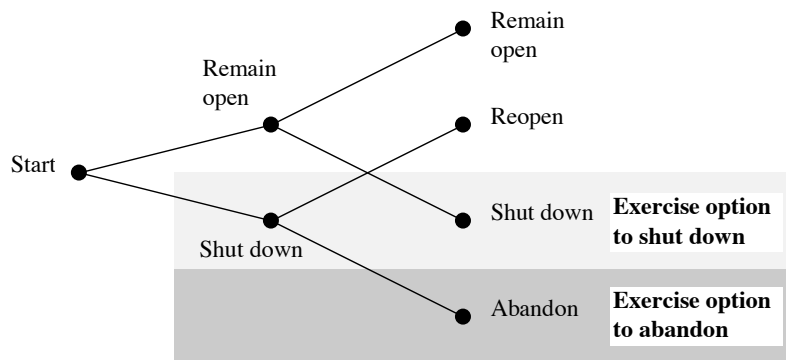 Remain
open
Remain
open
Reopen
Start
Shut down
Exercise option
to shut down
Shut down
Abandon
Exercise option
to abandon